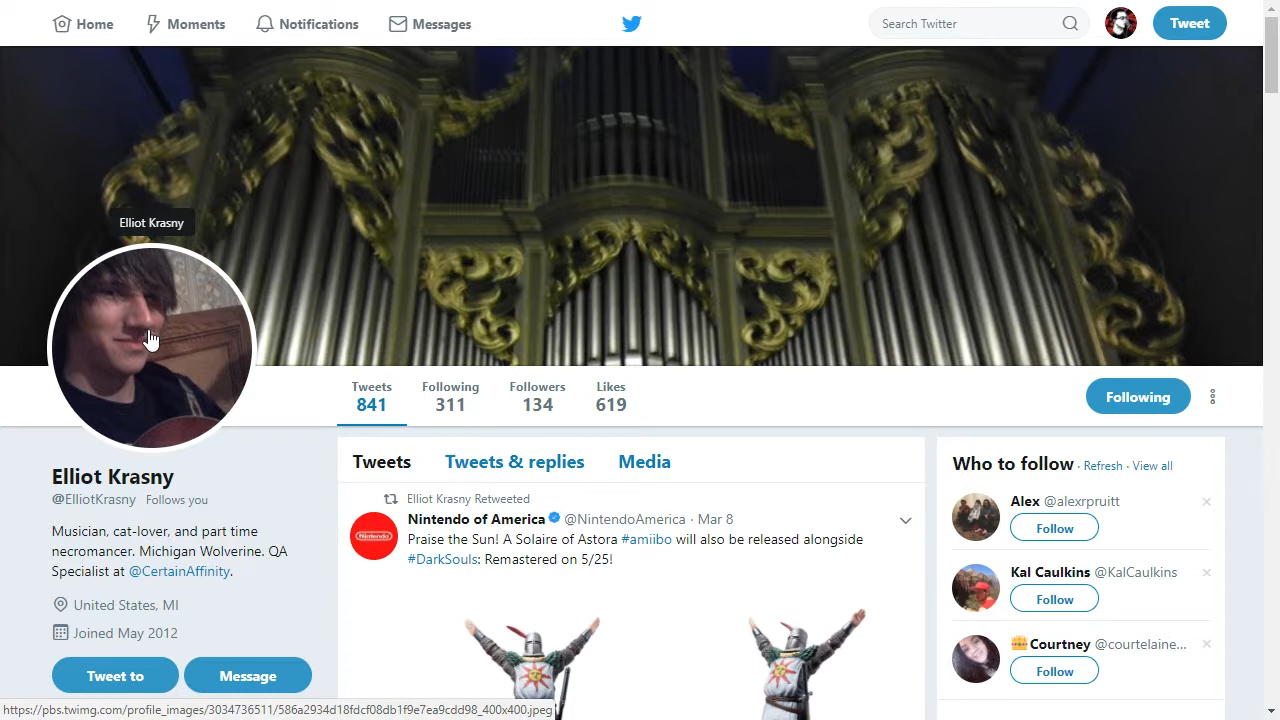 Home Moments Notifications Messages Search Twitter Tweet
Elliot Krasny
Tweets Following Followers Likes
841 311 134 619
Following
Elliot Krasny
@ElliotKrasny Follows you
Musician, cat-lover, and part time
necromancer. Michigan Wolverine. QA
Specialist at @CertainAffinity.
United States, MI
Joined May 2012
Tweet to Message
Tweets Tweets & replies Media
Elliot Krasny Retweeted
Nintendo of America @NintendoAmerica · Mar 8
Praise the Sun! A Solaire of Astora #amiibo will also be released alongside
#DarkSouls: Remastered on 5/25!
Who to follow · Refresh · View all
Alex @alexrpruitt
Follow
Kal Caulkins @KalCaulkins
Follow
Courtney @courtelaine...
Follow
https://pbs.twimg.com/profile_images/3034736511/586a2934d18fdcf08db1f9e7ea9cdd98_400x400.jpeg